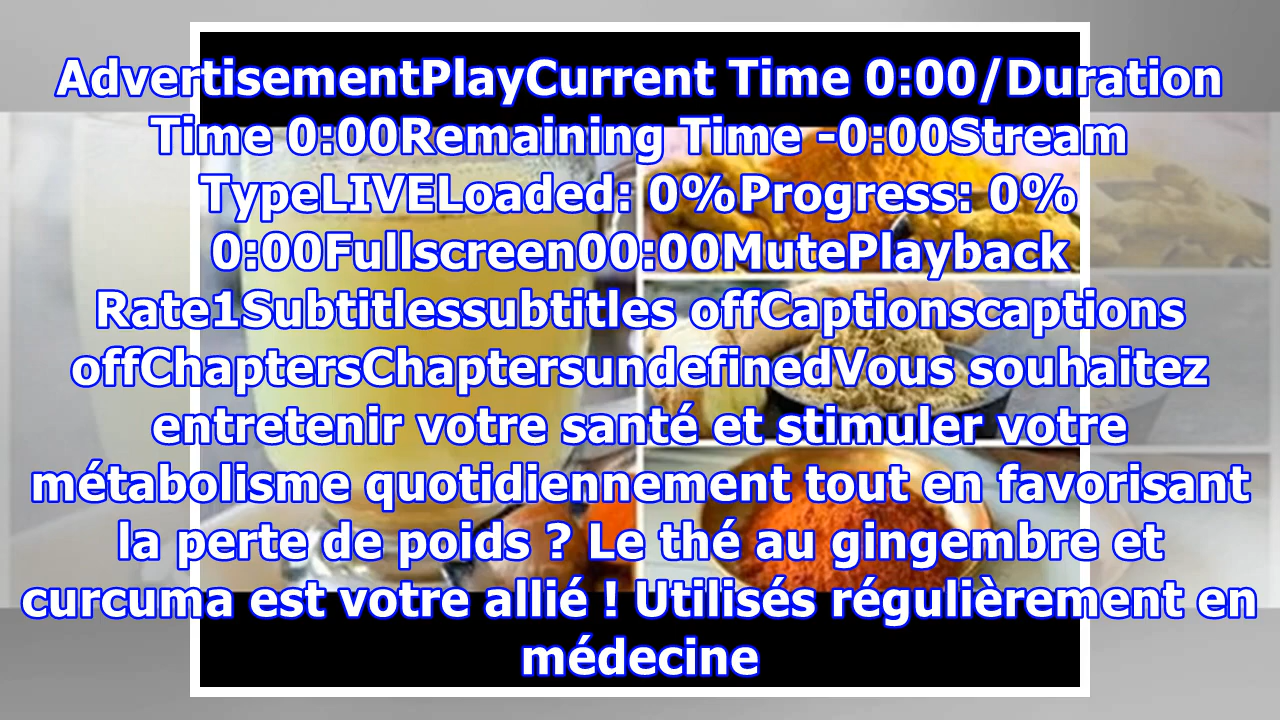 AdvertisementPlayCurrent Time 0:00/Duration
Time 0:00Remaining Time -0:00Stream
TypeLIVELoaded: 0%Progress: 0%
0:00Fullscreen00:00MutePlayback
Rate1Subtitlessubtitles offCaptionscaptions
offChaptersChaptersundefinedVous souhaitez
entretenir votre santé et stimuler votre
métabolisme quotidiennement tout en favorisant
la perte de poids ? Le thé au gingembre et
curcuma est votre allié ! Utilisés régulièrement en
médecine